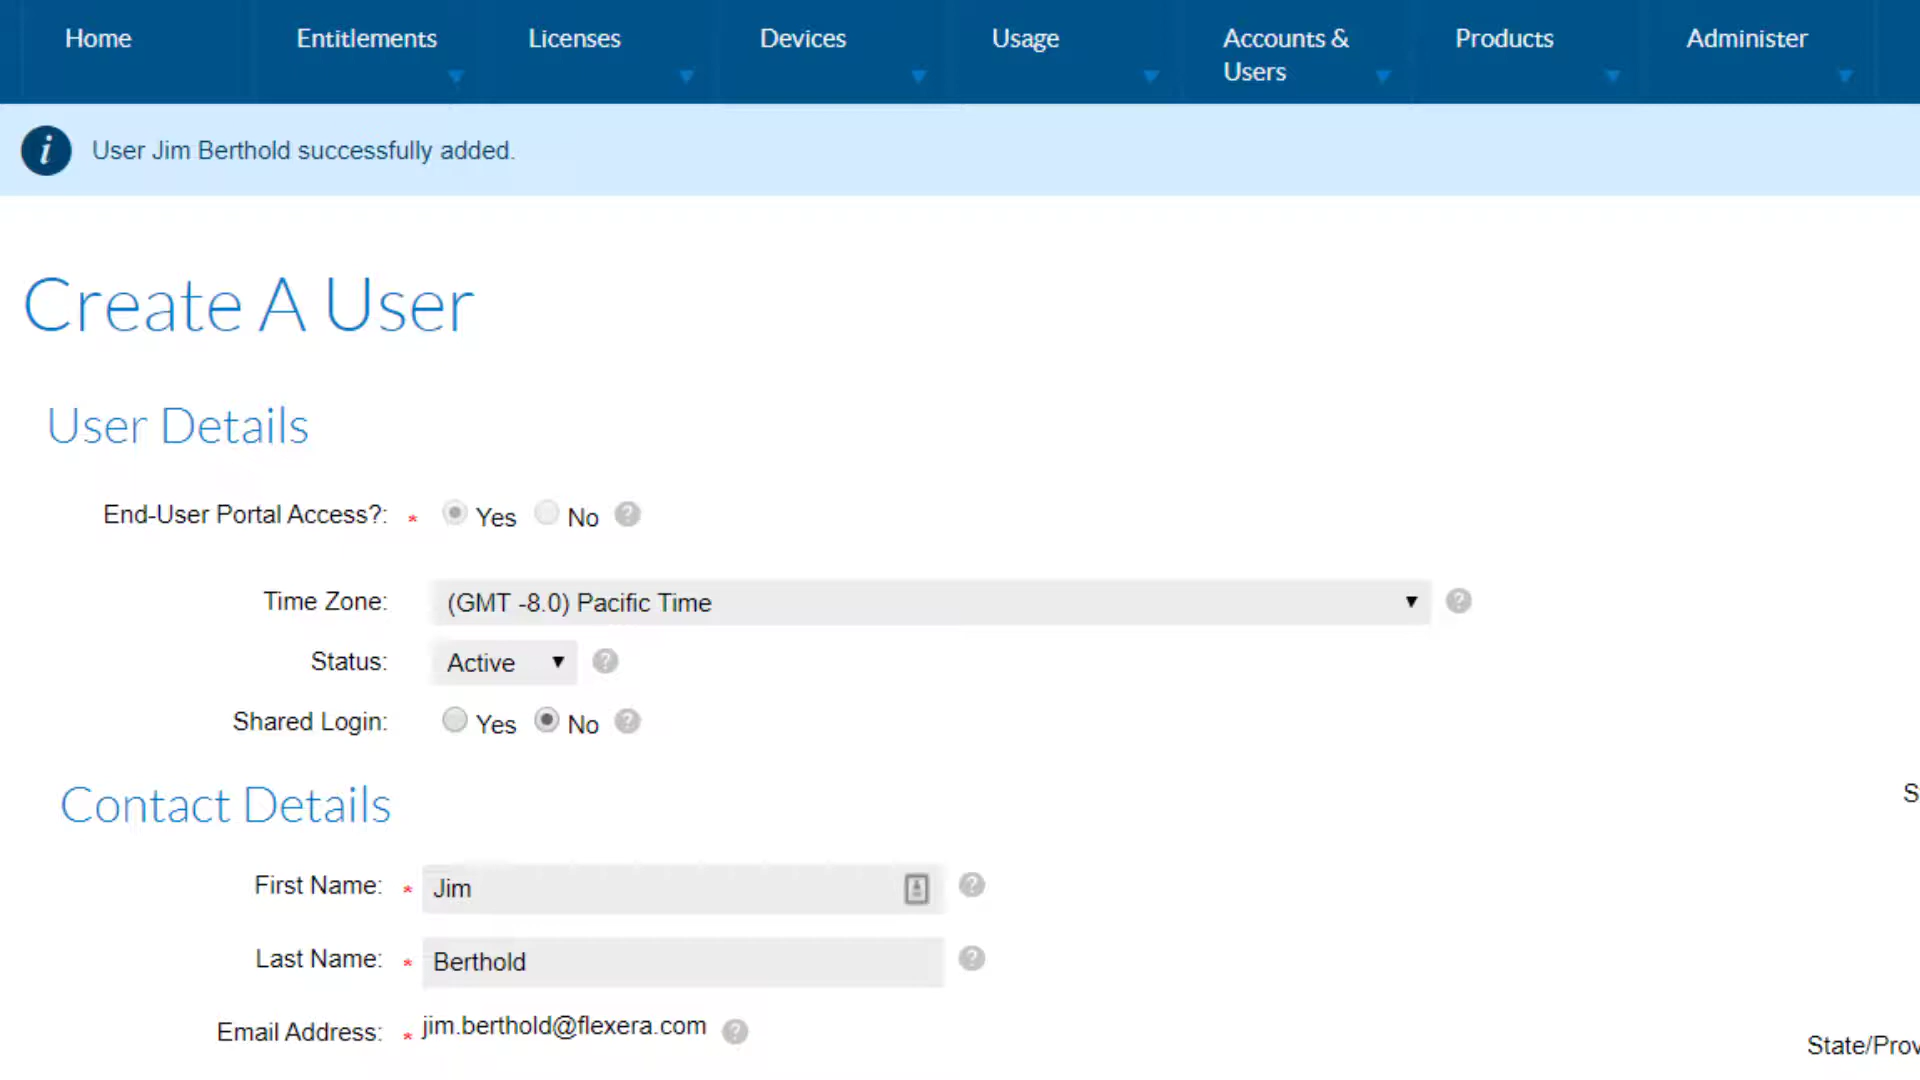 Home
Entitlements
Licenses
Devices
Usage
Accounts &
Users
Products
Administer
i
User Jim Berthold successfully added.
Create A User
User Details
End-User Portal Access?: * Yes No ?
Time Zone: (GMT -8.0) Pacific Time ?
Status: Active ?
Shared Login: Yes No ?
Contact Details
S
First Name: * Jim ?
Last Name: * Berthold ?
Email Address: * jim.berthold@flexera.com ?
State/Prov